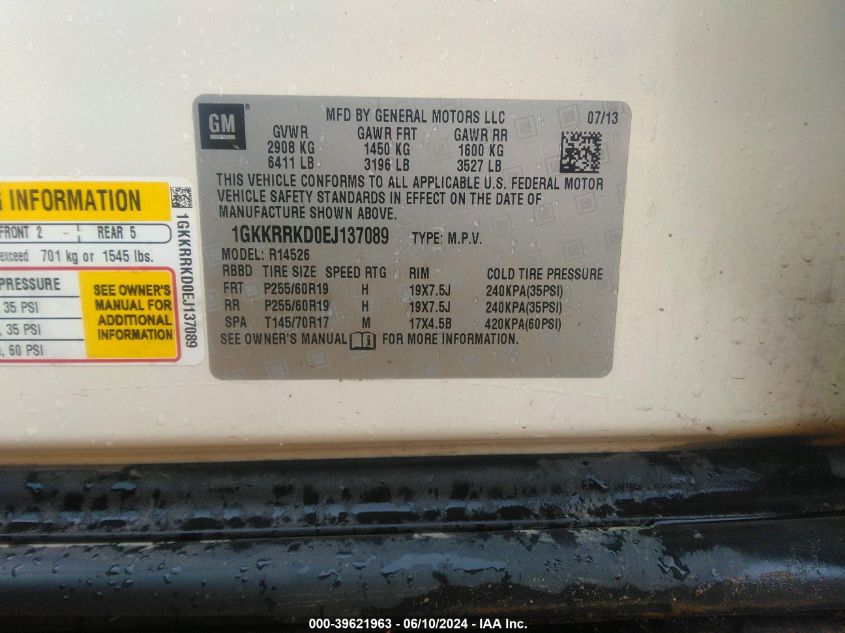 GM ®
MFD BY GENERAL MOTORS LLC 07/13
GVWR GAWR FRT GAWR RR
2908 KG 1450 KG 1600 KG
6411 LB 3196 LB 3527 LB
THIS VEHICLE CONFORMS TO ALL APPLICABLE U.S. FEDERAL MOTOR
VEHICLE SAFETY STANDARDS IN EFFECT ON THE DATE OF
MANUFACTURE SHOWN ABOVE.
1GKKRRKD0EJ137089 TYPE: M.P.V.
MODEL: R14526
RBBD TIRE SIZE SPEED RTG RIM COLD TIRE PRESSURE
FRT P255/60R19 H 19X7.5J 240KPA(35PSI)
RR P255/60R19 H 19X7.5J 240KPA(35PSI)
SPA T145/70R17 M 17X4.5B 420KPA(60PSI)
SEE OWNER'S MANUAL FOR MORE INFORMATION.
INFORMATION
FRONT 2 REAR 5
exceed 701 kg or 1545 lbs.
PRESSURE
35 PSI
, 35 PSI
, 60 PSI
SEE OWNER'S
MANUAL FOR
ADDITIONAL
INFORMATION
1GKKRRKD0EJ137089
000-39621963 - 06/10/2024 - IAA Inc.